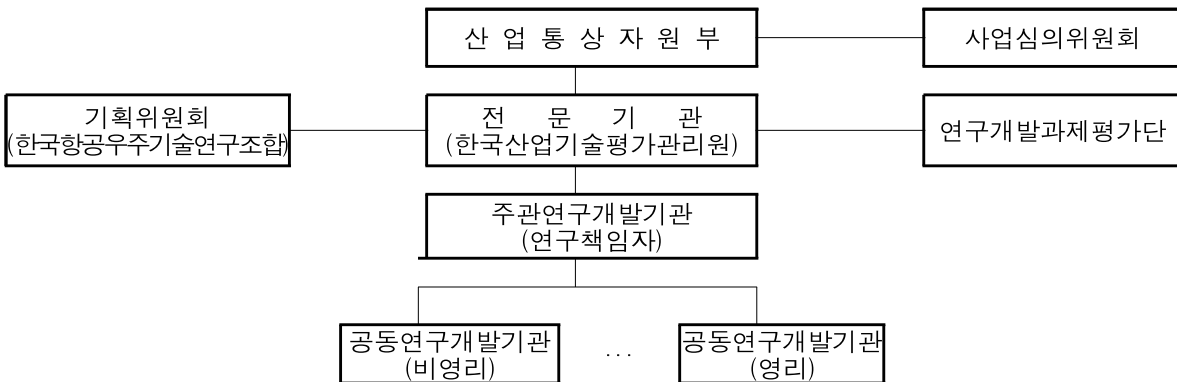 산 업 통 상 자 원 부
사업심의위원회
기획위원회
(한국항공우주기술연구조합)
전 문 기 관
(한국산업기술평가관리원)
연구개발과제평가단
주관연구개발기관
(연구책임자)
공동연구개발기관
(비영리)
...
공동연구개발기관
(영리)